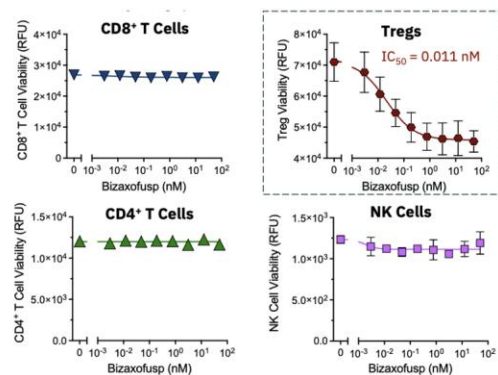 CD8⁺ T Cells
CD8⁺ T Cell Viability (RFU)
4×10⁴
3×10⁴
2×10⁴
1×10⁴
0
0 10⁻³ 10⁻² 10⁻¹ 10⁰ 10¹ 10²
Bizaxofusp (nM)
Tregs
IC₅₀ = 0.011 nM
Treg Viability (RFU)
8×10⁴
7×10⁴
6×10⁴
5×10⁴
4×10⁴
0 10⁻³ 10⁻² 10⁻¹ 10⁰ 10¹ 10²
Bizaxofusp (nM)
CD4⁺ T Cells
CD4⁺ T Cell Viability (RFU)
1.5×10⁴
1.0×10⁴
5.0×10³
0.0
0 10⁻³ 10⁻² 10⁻¹ 10⁰ 10¹ 10²
Bizaxofusp (nM)
NK Cells
NK Cell Viability (RFU)
1.5×10³
1.0×10³
5.0×10²
0.0
0 10⁻³ 10⁻² 10⁻¹ 10⁰ 10¹ 10²
Bizaxofusp (nM)